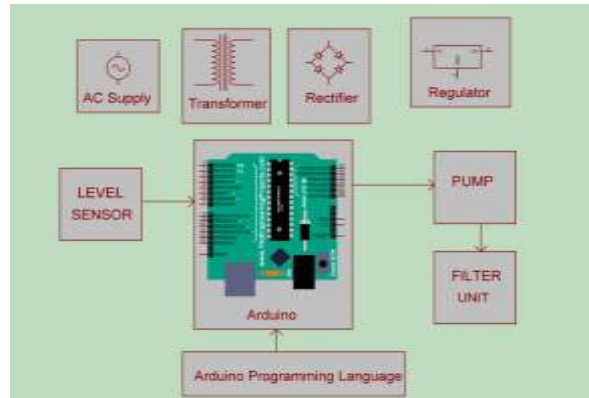 AC Supply
Transformer
Rectifier
Regulator
LEVEL
SENSOR
PUMP
FILTER
UNIT
Arduino
Arduino Programming Language